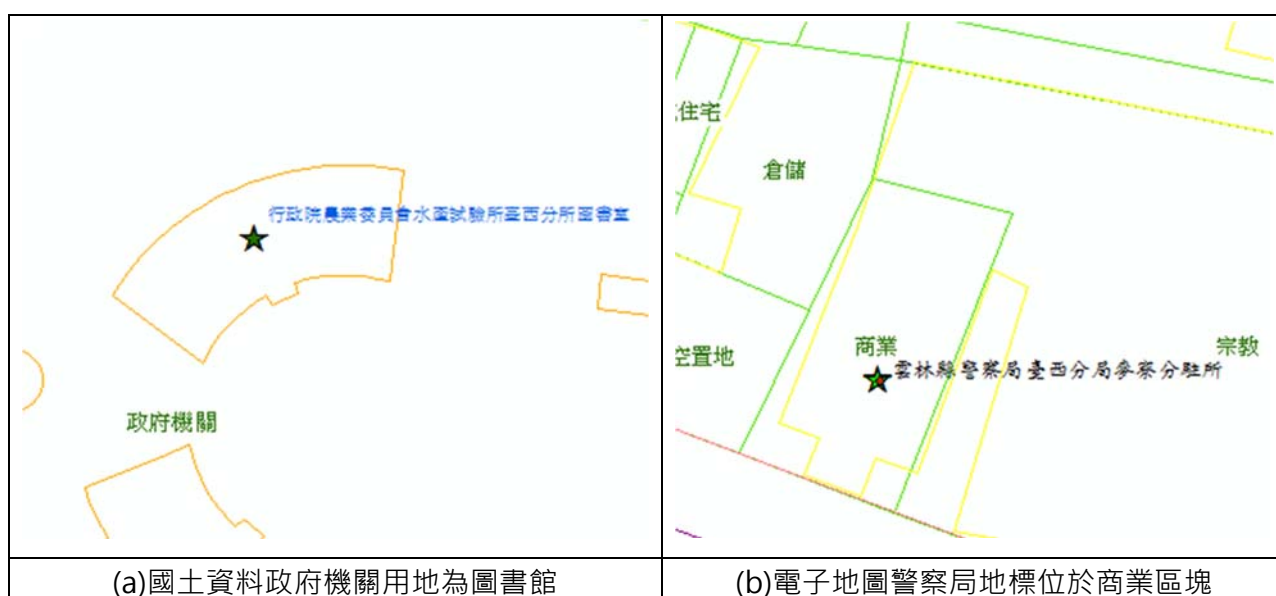 行政院農業委員會水產試驗所臺西分所圖書室
政府機關
住宅
倉儲
商業
空置地
宗教
雲林縣警察局臺西分局麥寮分駐所
(a)國土資料政府機關用地為圖書館
(b)電子地圖警察局地標位於商業區塊